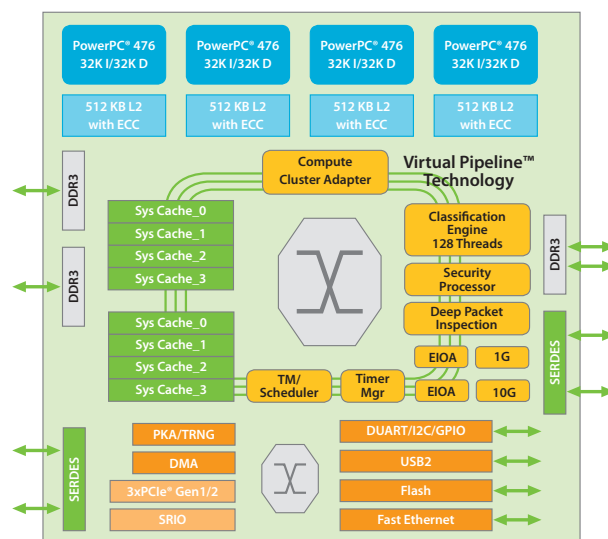 PowerPC® 476
32K I/32K D
PowerPC® 476
32K I/32K D
PowerPC® 476
32K I/32K D
PowerPC® 476
32K I/32K D
512 KB L2
with ECC
512 KB L2
with ECC
512 KB L2
with ECC
512 KB L2
with ECC
Compute
Cluster Adapter
Virtual Pipeline™
Technology
DDR3
DDR3
Sys Cache_0
Sys Cache_1
Sys Cache_2
Sys Cache_3
Sys Cache_0
Sys Cache_1
Sys Cache_2
Sys Cache_3
Classification
Engine
128 Threads
Security
Processor
Deep Packet
Inspection
EIOA
1G
EIOA
10G
TM/
Scheduler
Timer
Mgr
DDR3
SERDES
SERDES
PKA/TRNG
DMA
3xPCIe® Gen1/2
SRIO
DUART/I2C/GPIO
USB2
Flash
Fast Ethernet